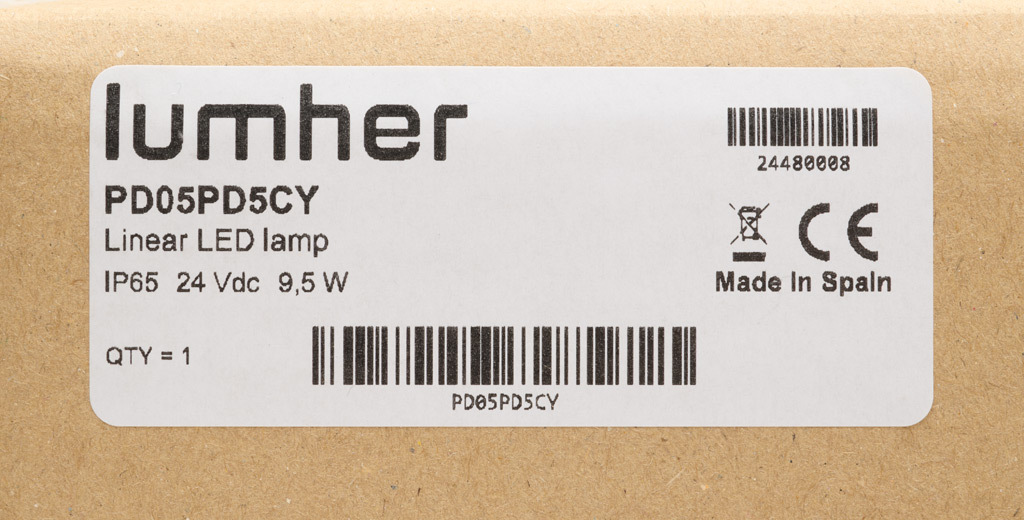 lumher
PD05PD5CY
Linear LED lamp
IP65 24 Vdc 9,5 W
QTY = 1
PD05PD5CY
24480008
CE
Made In Spain